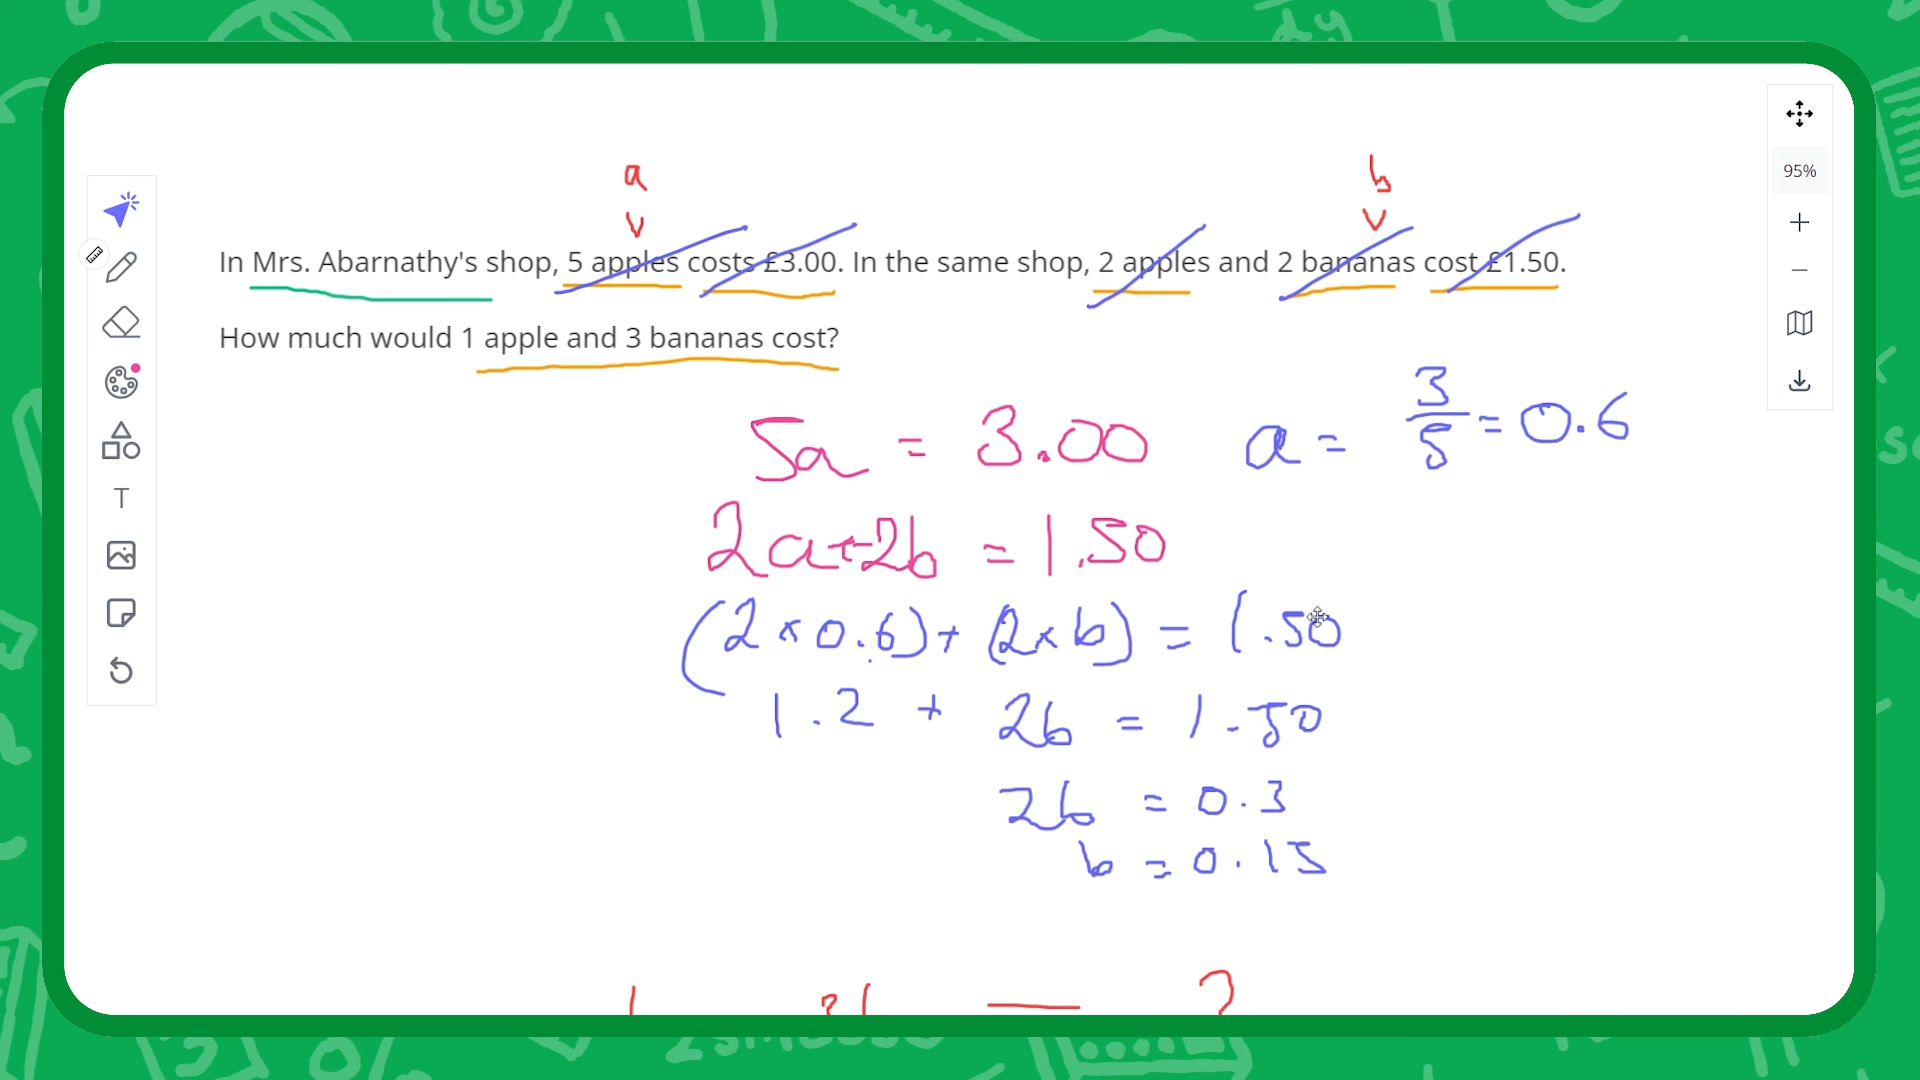 a
b
v
v
95%
In Mrs. Abarnathy's shop, 5 apples costs £3.00. In the same shop, 2 apples and 2 bananas cost £1.50.
How much would 1 apple and 3 bananas cost?
5a = 3.00
a = 3/5 = 0.6
2a+2b = 1.50
(2 × 0.6) + (2 × b) = 1.50
1.2 + 2b = 1.50
2b = 0.3
b = 0.15
T